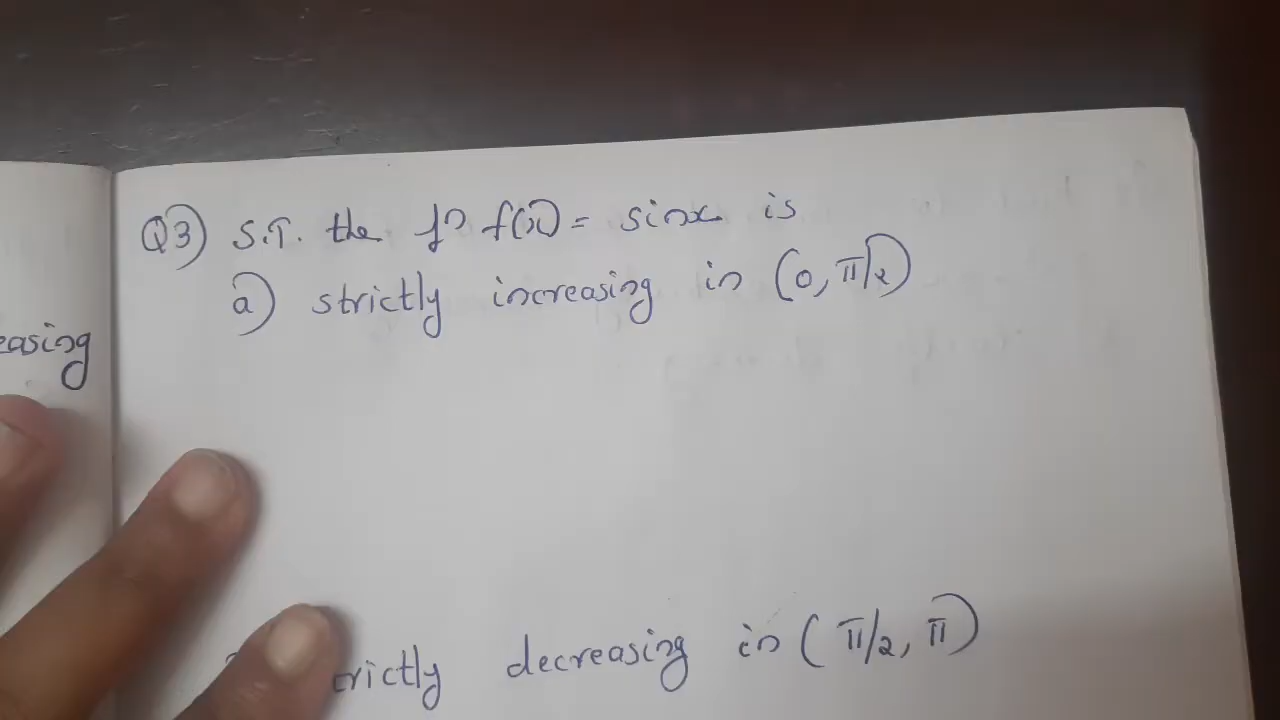 Q3) S.T. the fn f(x) = sinx is
a) strictly increasing in (0, π/2)
easing
rictly decreasing in (π/2, π)